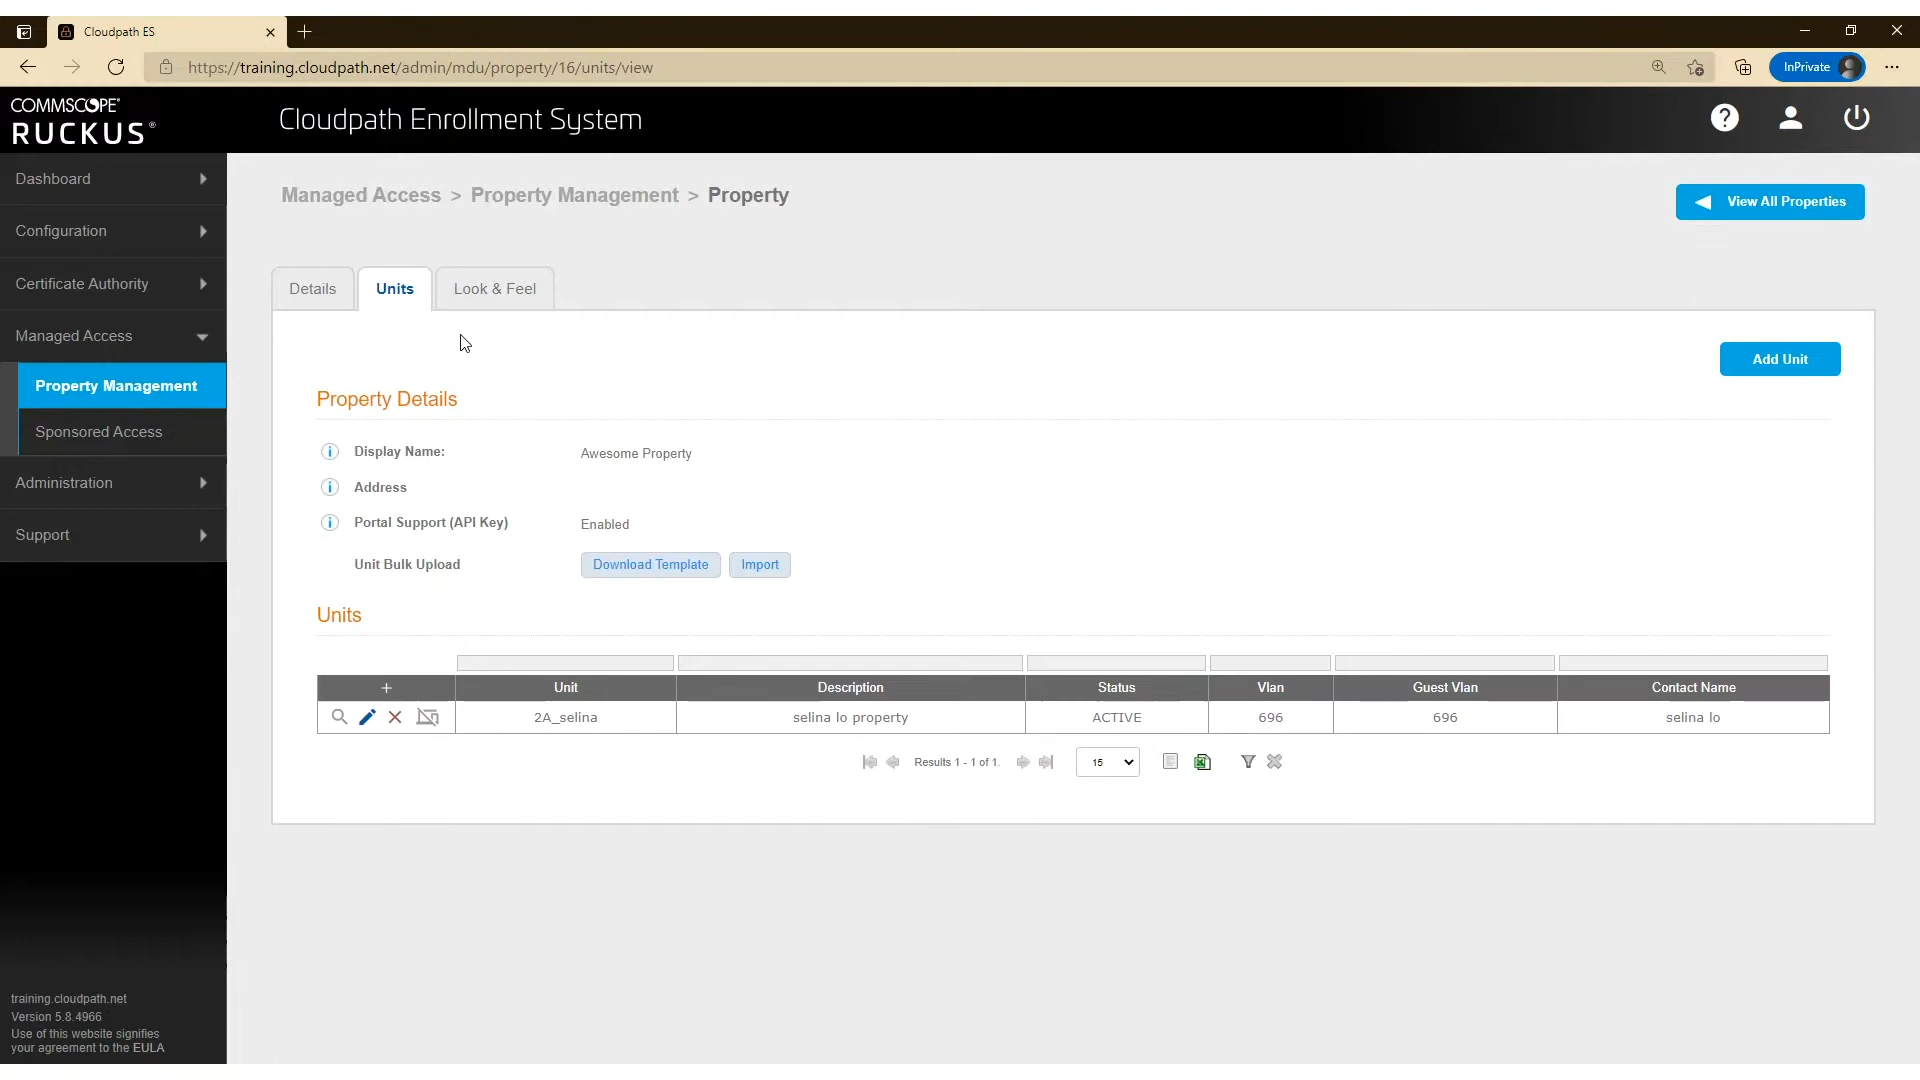 Cloudpath ES
https://training.cloudpath.net/admin/mdu/property/16/units/view
InPrivate
COMMSCOPE®
RUCKUS®
Cloudpath Enrollment System
?
Dashboard
Configuration
Certificate Authority
Managed Access
Property Management
Sponsored Access
Administration
Support
training.cloudpath.net
Version 5.8.4966
Use of this website signifies
your agreement to the EULA
Managed Access > Property Management > Property
View All Properties
Details
Units
Look & Feel
Add Unit
Property Details
i Display Name: Awesome Property
i Address
i Portal Support (API Key) Enabled
Unit Bulk Upload Download Template Import
Units
+ Unit Description Status Vlan Guest Vlan Contact Name
2A_selina selina lo property ACTIVE 696 696 selina lo
Results 1 - 1 of 1. 15